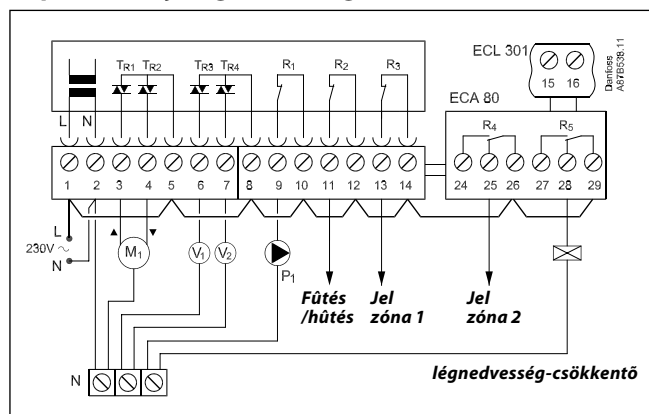 ECL 301
15 16
Danfoss
A87B538.11
ECA 80
TR1 TR2 TR3 TR4 R1 R2 R3
R4 R5
L N
1 2 3 4 5 6 7 8 9 10 11 12 13 14
24 25 26 27 28 29
L
230V ~
N
M1
V1 V2
P1
Fûtés
/hûtés
Jel
zóna 1
Jel
zóna 2
N
légnedvesség-csökkentõ